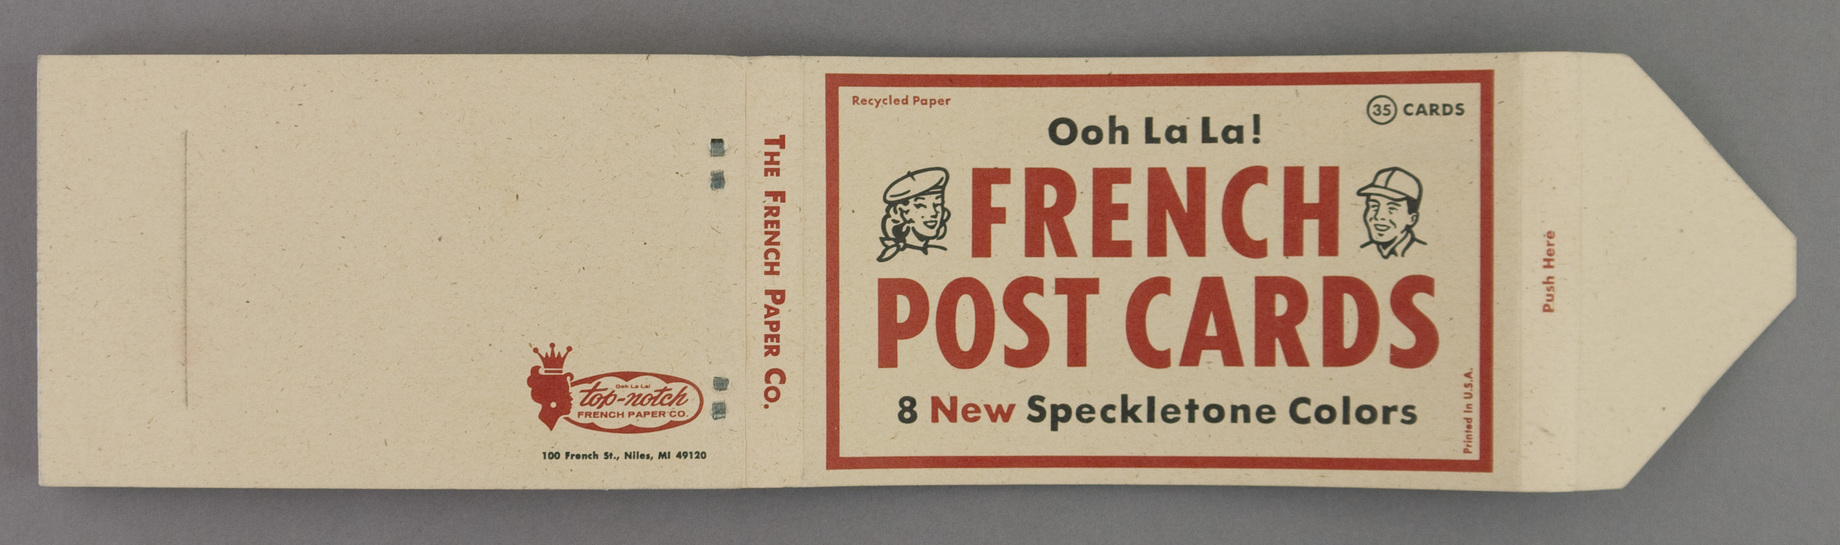 Ooh La La!
top-notch
FRENCH PAPER CO.
100 French St., Niles, MI 49120
THE FRENCH PAPER CO.
Recycled Paper
35 CARDS
Ooh La La!
FRENCH
POST CARDS
8 New Speckletone Colors
Printed in U.S.A.
Push Here